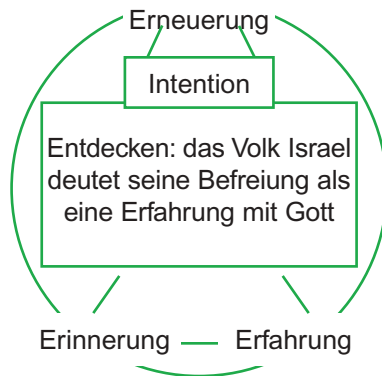 Erneuerung
Intention
Entdecken: das Volk Israel
deutet seine Befreiung als
eine Erfahrung mit Gott
Erinnerung
Erfahrung